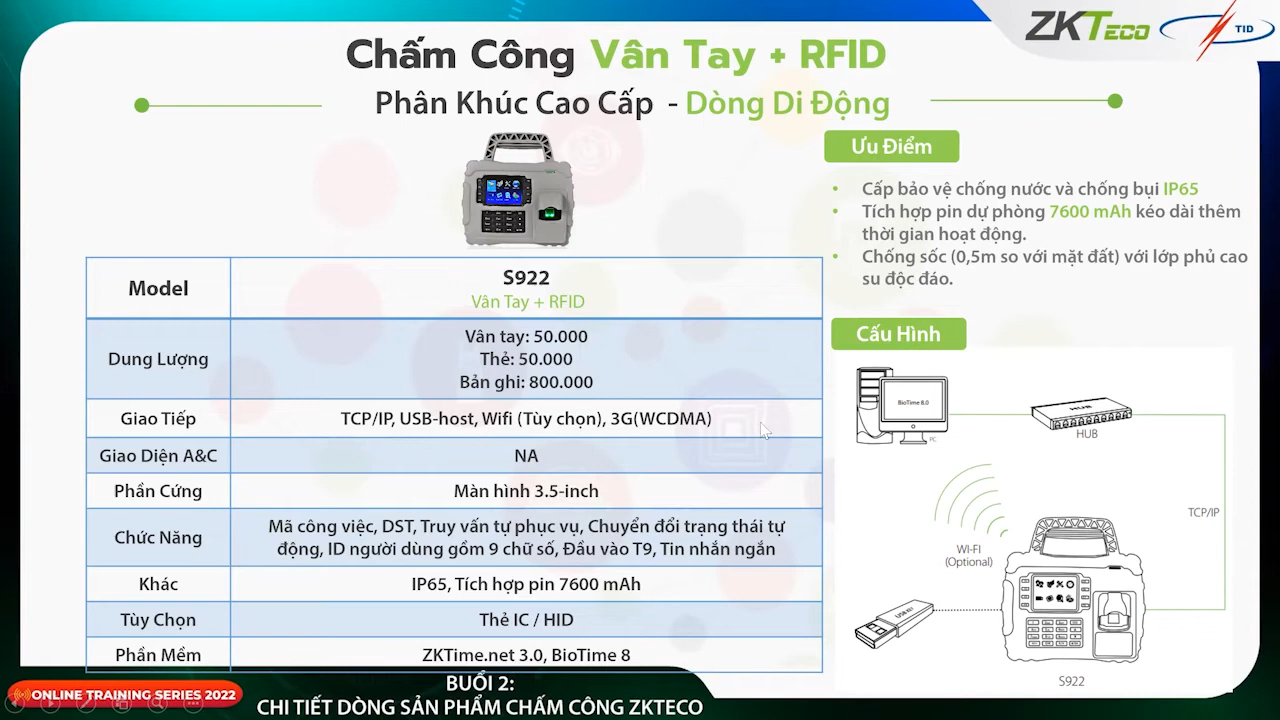 ZKTECO
TID
Chấm Công Vân Tay + RFID
Phân Khúc Cao Cấp - Dòng Di Động
Ưu Điểm
• Cấp bảo vệ chống nước và chống bụi IP65
• Tích hợp pin dự phòng 7600 mAh kéo dài thêm
thời gian hoạt động.
• Chống sốc (0,5m so với mặt đất) với lớp phủ cao
su độc đáo.
Model
S922
Vân Tay + RFID
Dung Lượng
Vân tay: 50.000
Thẻ: 50.000
Bản ghi: 800.000
Giao Tiếp
TCP/IP, USB-host, Wifi (Tùy chọn), 3G(WCDMA)
Giao Diện A&C
NA
Phần Cứng
Màn hình 3.5-inch
Chức Năng
Mã công việc, DST, Truy vấn tự phục vụ, Chuyển đổi trạng thái tự
động, ID người dùng gồm 9 chữ số, Đầu vào T9, Tin nhắn ngắn
Khác
IP65, Tích hợp pin 7600 mAh
Tùy Chọn
Thẻ IC / HID
Phần Mềm
ZKTime.net 3.0, BioTime 8
Cấu Hình
BioTime 8.0
PC
HUB
HUB
TCP/IP
WI-FI
(Optional)
USB KEY
S922
ONLINE TRAINING SERIES 2022
BUỔI 2:
CHI TIẾT DÒNG SẢN PHẨM CHẤM CÔNG ZKTECO